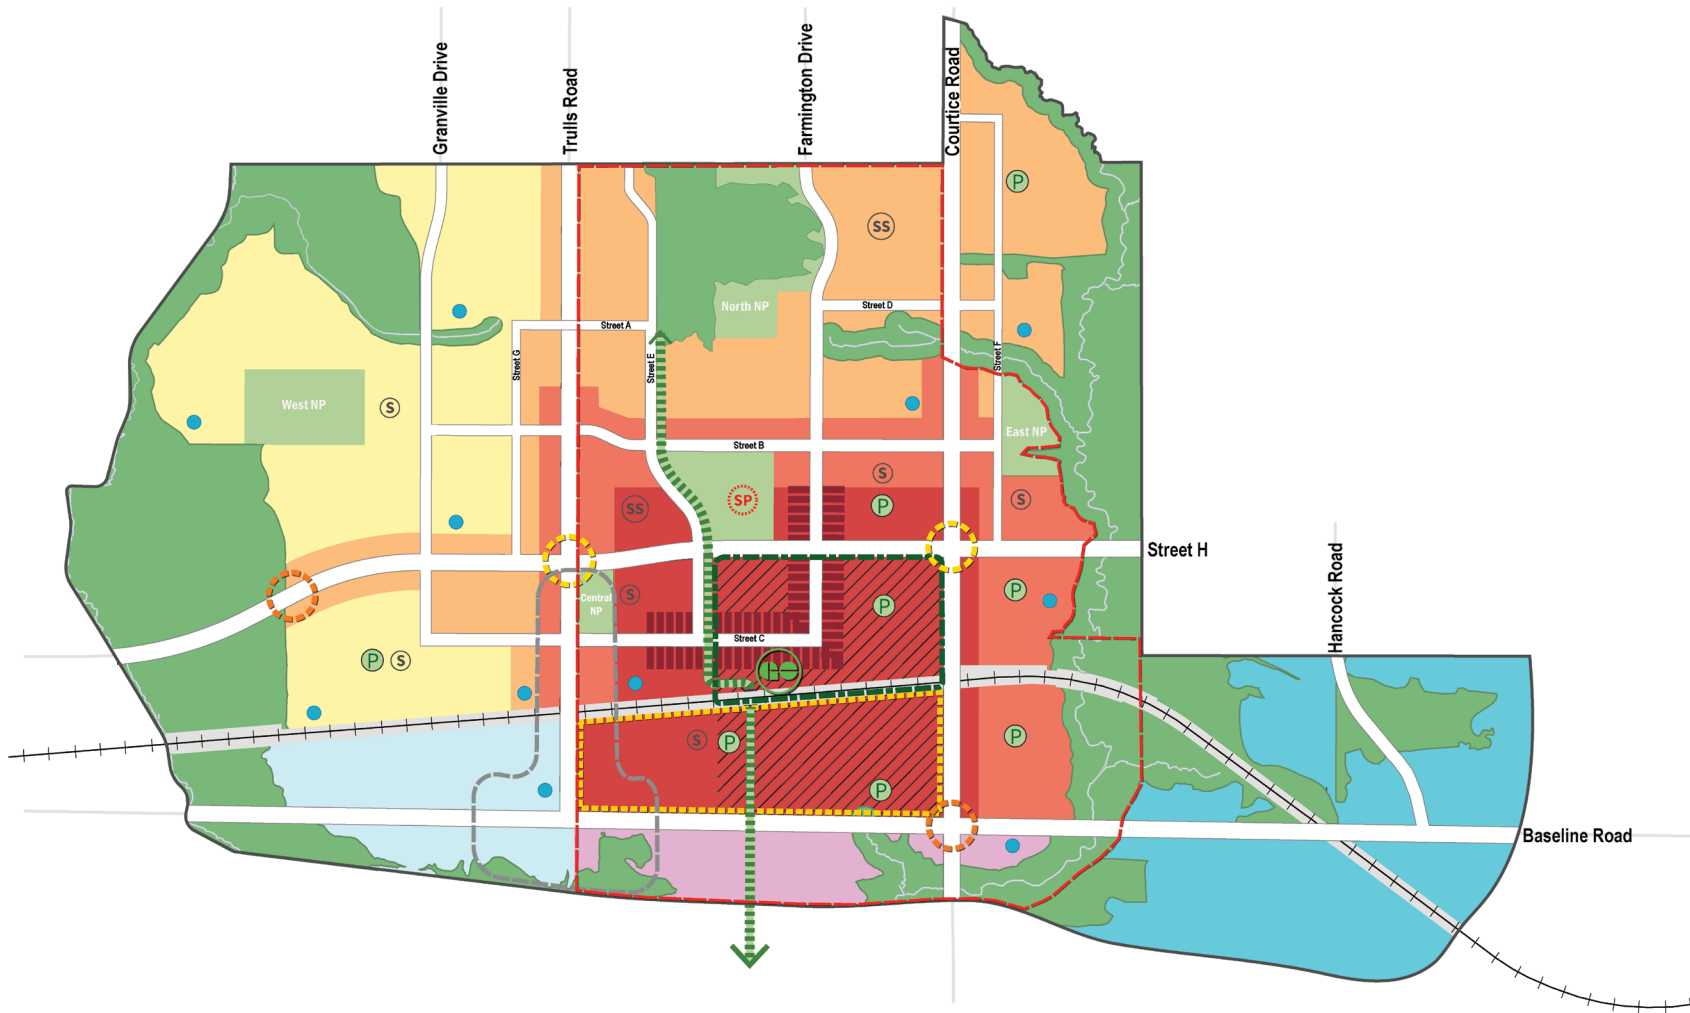 Granville Drive
Trulls Road
Farmington Drive
Courtice Road
P
SS
North NP
Street D
Street A
Street G
Street E
Street F
West NP
S
East NP
Street B
S
SP
S
SS
P
Street H
Hancock Road
P
S
Central
NP
P
Street C
P
S
S
P
P
P
Baseline Road